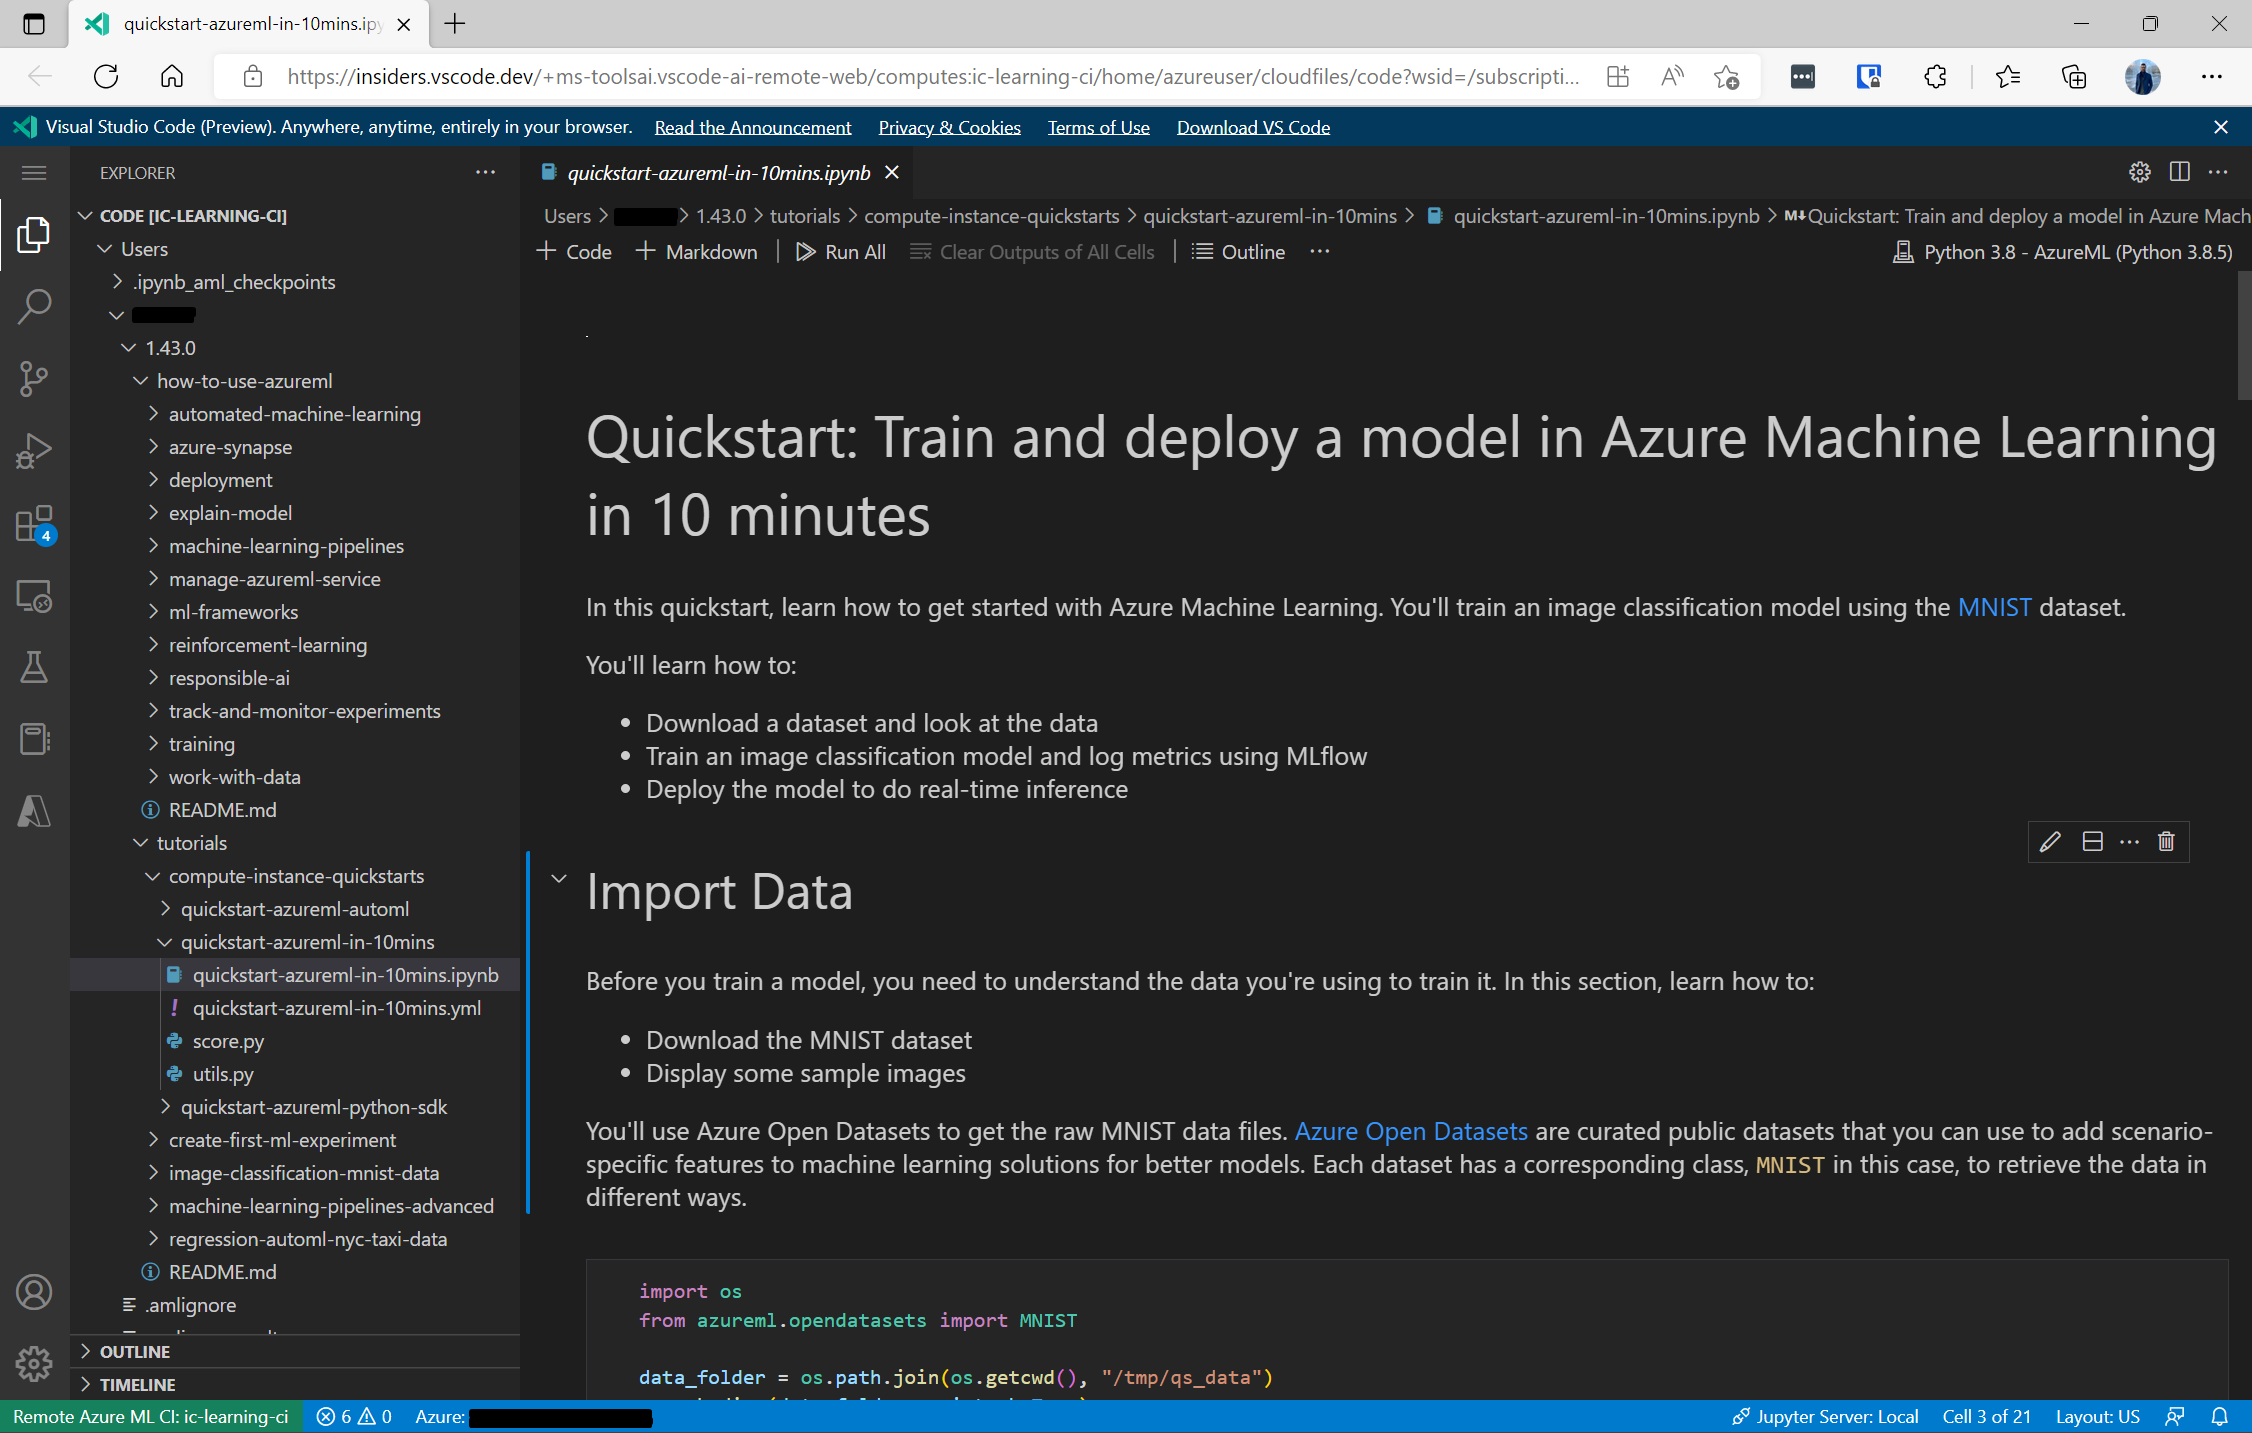 quickstart-azureml-in-10mins.ipy
https://insiders.vscode.dev/+ms-toolsai.vscode-ai-remote-web/computes:ic-learning-ci/home/azureuser/cloudfiles/code?wsid=/subscripti...
Visual Studio Code (Preview). Anywhere, anytime, entirely in your browser. Read the Announcement Privacy & Cookies Terms of Use Download VS Code
EXPLORER
quickstart-azureml-in-10mins.ipynb
CODE [IC-LEARNING-CI]
Users
.ipynb_aml_checkpoints
1.43.0
how-to-use-azureml
automated-machine-learning
azure-synapse
deployment
explain-model
machine-learning-pipelines
manage-azureml-service
ml-frameworks
reinforcement-learning
responsible-ai
track-and-monitor-experiments
training
work-with-data
README.md
tutorials
compute-instance-quickstarts
quickstart-azureml-automl
quickstart-azureml-in-10mins
quickstart-azureml-in-10mins.ipynb
! quickstart-azureml-in-10mins.yml
score.py
utils.py
quickstart-azureml-python-sdk
create-first-ml-experiment
image-classification-mnist-data
machine-learning-pipelines-advanced
regression-automl-nyc-taxi-data
README.md
.amlignore
OUTLINE
TIMELINE
4
Users > > 1.43.0 > tutorials > compute-instance-quickstarts > quickstart-azureml-in-10mins > quickstart-azureml-in-10mins.ipynb > M↓Quickstart: Train and deploy a model in Azure Mach
+ Code + Markdown | Run All Clear Outputs of All Cells | Outline ... Python 3.8 - AzureML (Python 3.8.5)
Quickstart: Train and deploy a model in Azure Machine Learning
in 10 minutes
In this quickstart, learn how to get started with Azure Machine Learning. You'll train an image classification model using the MNIST dataset.
You'll learn how to:
• Download a dataset and look at the data
• Train an image classification model and log metrics using MLflow
• Deploy the model to do real-time inference
Import Data
Before you train a model, you need to understand the data you're using to train it. In this section, learn how to:
• Download the MNIST dataset
• Display some sample images
You'll use Azure Open Datasets to get the raw MNIST data files. Azure Open Datasets are curated public datasets that you can use to add scenario-
specific features to machine learning solutions for better models. Each dataset has a corresponding class, MNIST in this case, to retrieve the data in
different ways.
import os
from azureml.opendatasets import MNIST
data_folder = os.path.join(os.getcwd(), "/tmp/qs_data")
Remote Azure ML CI: ic-learning-ci 6 0 Azure: Jupyter Server: Local Cell 3 of 21 Layout: US